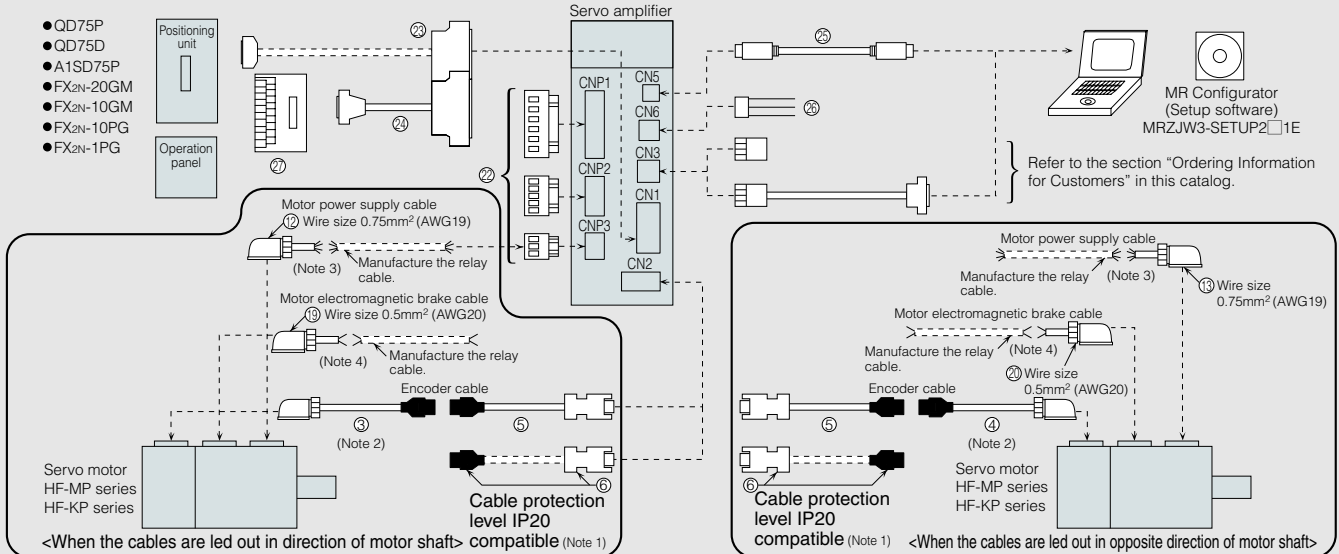 ●QD75P
●QD75D
●A1SD75P
●FX2N-20GM
●FX2N-10GM
●FX2N-10PG
●FX2N-1PG
Positioning
unit
Operation
panel
㉓
㉔
㉗
㉒
Servo amplifier
CNP1
CNP2
CNP3
CN5
CN6
CN3
CN1
CN2
㉕
㉖
MR Configurator
(Setup software)
MRZJW3-SETUP2□1E
Refer to the section “Ordering Information
for Customers” in this catalog.
Motor power supply cable
⑫ Wire size 0.75mm² (AWG19)
(Note 3)
Manufacture the relay
cable.
Motor electromagnetic brake cable
⑲ Wire size 0.5mm² (AWG20)
(Note 4)
Manufacture the relay
cable.
Encoder cable
③
(Note 2)
⑤
⑥
Servo motor
HF-MP series
HF-KP series
Cable protection
level IP20
compatible (Note 1)
<When the cables are led out in direction of motor shaft>
Motor power supply cable
Manufacture the relay
cable.
(Note 3)
⑬ Wire size
0.75mm² (AWG19)
Motor electromagnetic brake cable
Manufacture the relay
cable.
(Note 4)
⑳ Wire size
0.5mm² (AWG20)
Encoder cable
⑤
④
(Note 2)
⑥
Cable protection
level IP20
compatible (Note 1)
Servo motor
HF-MP series
HF-KP series
<When the cables are led out in opposite direction of motor shaft>